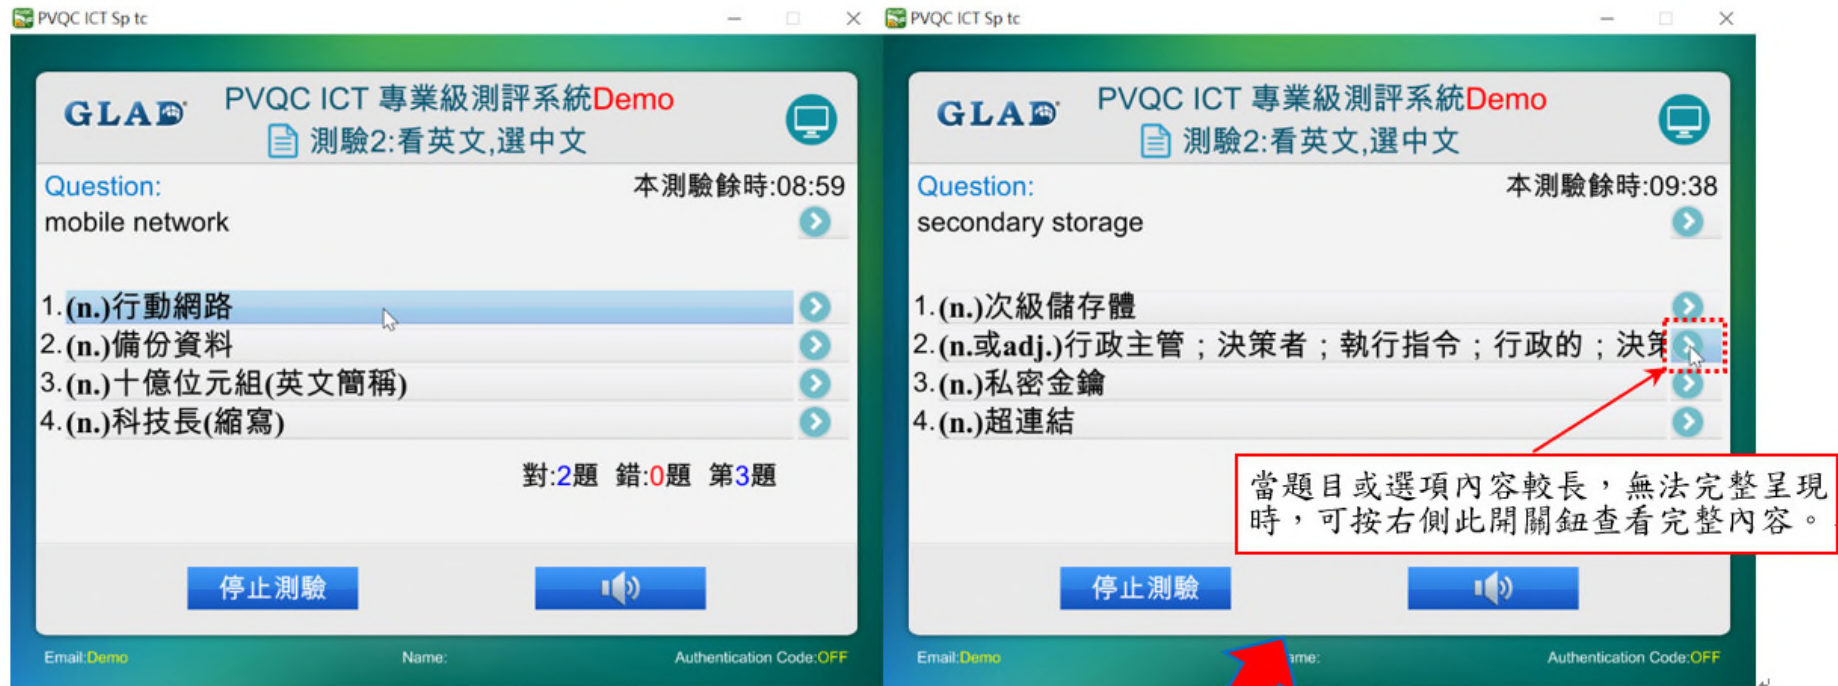 PVQC ICT Sp tc
GLAD
PVQC ICT 專業級測評系統Demo
測驗2:看英文,選中文
Question:
本測驗餘時:08:59
mobile network
1.(n.)行動網路
2.(n.)備份資料
3.(n.)十億位元組(英文簡稱)
4.(n.)科技長(縮寫)
對:2題 錯:0題 第3題
停止測驗
Email:Demo
Name:
Authentication Code:OFF
PVQC ICT Sp tc
GLAD
PVQC ICT 專業級測評系統Demo
測驗2:看英文,選中文
Question:
本測驗餘時:09:38
secondary storage
1.(n.)次級儲存體
2.(n.或adj.)行政主管；決策者；執行指令；行政的；決策
3.(n.)私密金鑰
4.(n.)超連結
當題目或選項內容較長，無法完整呈現
時，可按右側此開關鈕查看完整內容。
停止測驗
Email:Demo
ame:
Authentication Code:OFF